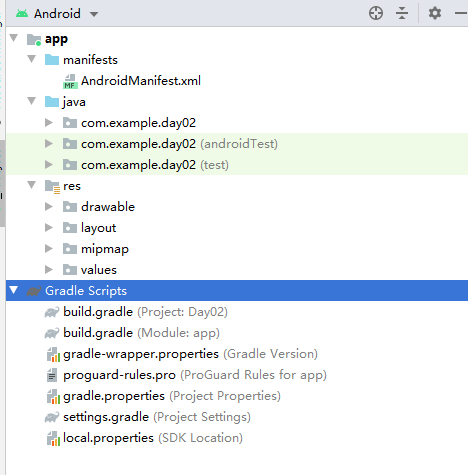 Android
app
manifests
AndroidManifest.xml
java
com.example.day02
com.example.day02 (androidTest)
com.example.day02 (test)
res
drawable
layout
mipmap
values
Gradle Scripts
build.gradle (Project: Day02)
build.gradle (Module: app)
gradle-wrapper.properties (Gradle Version)
proguard-rules.pro (ProGuard Rules for app)
gradle.properties (Project Properties)
settings.gradle (Project Settings)
local.properties (SDK Location)